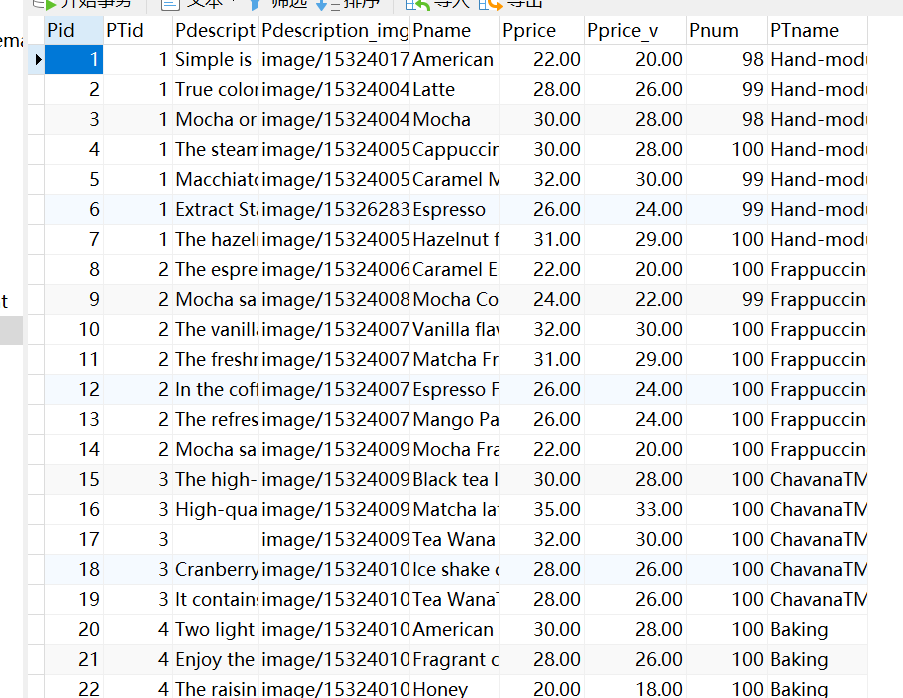 开始事务 文本 筛选 排序 导入 导出
Pid PTid Pdescript Pdescription_img Pname Pprice Pprice_v Pnum PTname
1 1 Simple is image/15324017 American 22.00 20.00 98 Hand-mod
2 1 True color image/15324004 Latte 28.00 26.00 99 Hand-mod
3 1 Mocha or image/15324004 Mocha 30.00 28.00 98 Hand-mod
4 1 The steam image/15324005 Cappuccin 30.00 28.00 100 Hand-mod
5 1 Macchiato image/15324005 Caramel M 32.00 30.00 99 Hand-mod
6 1 Extract Sta image/15326283 Espresso 26.00 24.00 99 Hand-mod
7 1 The hazel image/15324005 Hazelnut f 31.00 29.00 100 Hand-mod
8 2 The espre image/15324006 Caramel E 22.00 20.00 100 Frappuccin
9 2 Mocha sa image/15324008 Mocha Co 24.00 22.00 99 Frappuccin
10 2 The vanill image/15324007 Vanilla flav 32.00 30.00 100 Frappuccin
11 2 The freshn image/15324007 Matcha Fr 31.00 29.00 100 Frappuccin
12 2 In the coff image/15324007 Espresso F 26.00 24.00 100 Frappuccin
13 2 The refres image/15324007 Mango Pa 26.00 24.00 100 Frappuccin
14 2 Mocha sa image/15324009 Mocha Fra 22.00 20.00 100 Frappuccin
15 3 The high- image/15324009 Black tea l 30.00 28.00 100 ChavanaTM
16 3 High-qua image/15324009 Matcha lat 35.00 33.00 100 ChavanaTM
17 3 image/15324009 Tea Wana 32.00 30.00 100 ChavanaTM
18 3 Cranberry image/15324010 Ice shake c 28.00 26.00 100 ChavanaTM
19 3 It contain image/15324010 Tea WanaT 28.00 26.00 100 ChavanaTM
20 4 Two light image/15324010 American 30.00 28.00 100 Baking
21 4 Enjoy the image/15324010 Fragrant c 28.00 26.00 100 Baking
22 4 The raisin image/15324010 Honey 20.00 18.00 100 Baking